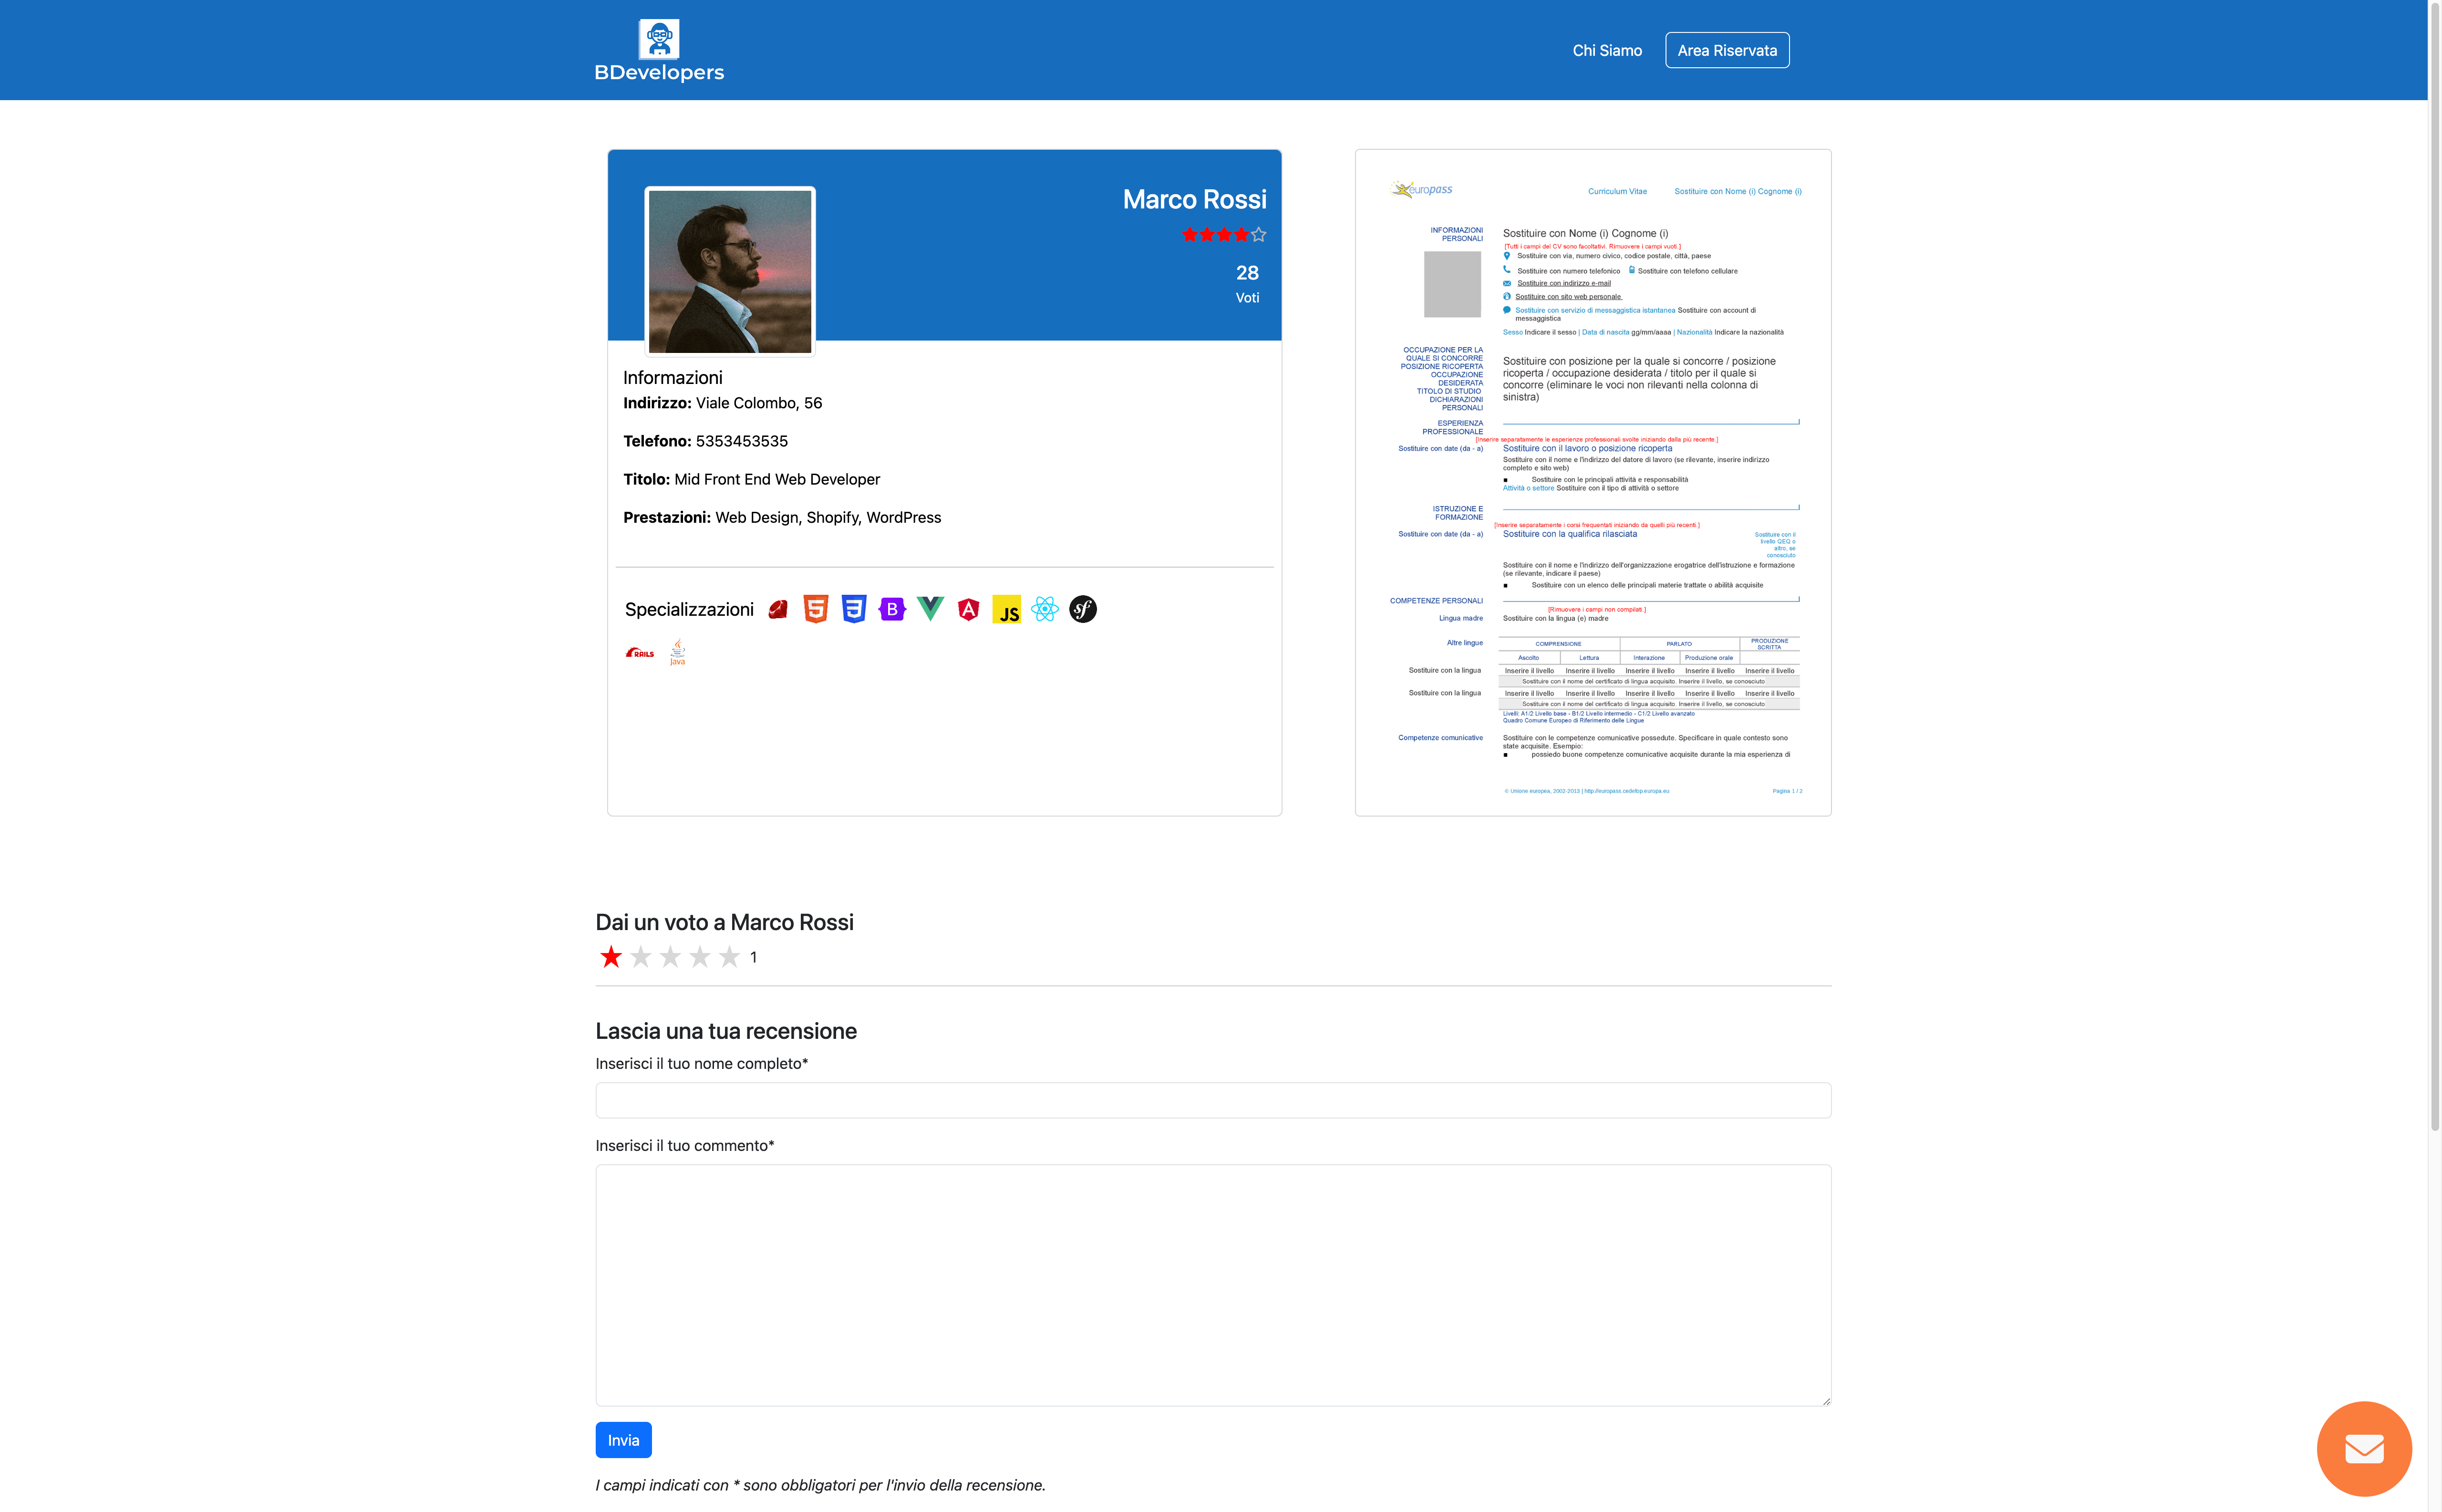 BDevelopers
Chi Siamo
Area Riservata
Marco Rossi
28
Voti
Informazioni
Indirizzo: Viale Colombo, 56
Telefono: 5353453535
Titolo: Mid Front End Web Developer
Prestazioni: Web Design, Shopify, WordPress
Specializzazioni
5
3
B
A
JS
sf
RAILS
Java
europass
Curriculum Vitae
Sostituire con Nome (i) Cognome (i)
INFORMAZIONI
PERSONALI
Sostituire con Nome (i) Cognome (i)
[Tutti i campi del CV sono facoltativi. Rimuovere i campi vuoti.]
Sostituire con via, numero civico, codice postale, città, paese
Sostituire con numero telefonico
Sostituire con telefono cellulare
Sostituire con indirizzo e-mail
Sostituire con sito web personale
Sostituire con servizio di messaggistica istantanea Sostituire con account di
messaggistica
Sesso Indicare il sesso | Data di nascita gg/mm/aaaa | Nazionalità Indicare la nazionalità
OCCUPAZIONE PER LA
QUALE SI CONCORRE
POSIZIONE RICOPERTA
OCCUPAZIONE
DESIDERATA
TITOLO DI STUDIO
DICHIARAZIONI
PERSONALI
Sostituire con posizione per la quale si concorre / posizione
ricoperta / occupazione desiderata / titolo per il quale si
concorre (eliminare le voci non rilevanti nella colonna di
sinistra)
ESPERIENZA
PROFESSIONALE
[Inserire separatamente le esperienze professionali svolte iniziando dalla più recente.]
Sostituire con date (da - a)
Sostituire con il lavoro o posizione ricoperta
Sostituire con il nome e l'indirizzo del datore di lavoro (se rilevante, inserire indirizzo
completo e sito web)
Sostituire con le principali attività e responsabilità
Attività o settore Sostituire con il tipo di attività o settore
ISTRUZIONE E
FORMAZIONE
[Inserire separatamente i corsi frequentati iniziando da quelli più recenti.]
Sostituire con date (da - a)
Sostituire con la qualifica rilasciata
Sostituire con il
livello QEQ o
altro, se
conosciuto
Sostituire con il nome e l'indirizzo dell'organizzazione erogatrice dell'istruzione e formazione
(se rilevante, indicare il paese)
Sostituire con un elenco delle principali materie trattate o abilità acquisite
COMPETENZE PERSONALI
[Rimuovere i campi non compilati.]
Lingua madre
Sostituire con la lingua (e) madre
Altre lingue
COMPRENSIONE
PARLATO
PRODUZIONE
SCRITTA
Ascolto
Lettura
Interazione
Produzione orale
Sostituire con la lingua
Inserire il livello Inserire il livello Inserire il livello Inserire il livello Inserire il livello
Sostituire con il nome del certificato di lingua acquisito. Inserire il livello, se conosciuto
Sostituire con la lingua
Inserire il livello Inserire il livello Inserire il livello Inserire il livello Inserire il livello
Sostituire con il nome del certificato di lingua acquisito. Inserire il livello, se conosciuto
Livelli: A1/2 Livello base - B1/2 Livello intermedio - C1/2 Livello avanzato
Quadro Comune Europeo di Riferimento delle Lingue
Competenze comunicative
Sostituire con le competenze comunicative possedute. Specificare in quale contesto sono
state acquisite. Esempio:
possiedo buone competenze comunicative acquisite durante la mia esperienza di
© Unione europea, 2002-2013 | http://europass.cedefop.europa.eu
Pagina 1 / 2
Dai un voto a Marco Rossi
1
Lascia una tua recensione
Inserisci il tuo nome completo*
Inserisci il tuo commento*
Invia
I campi indicati con * sono obbligatori per l'invio della recensione.